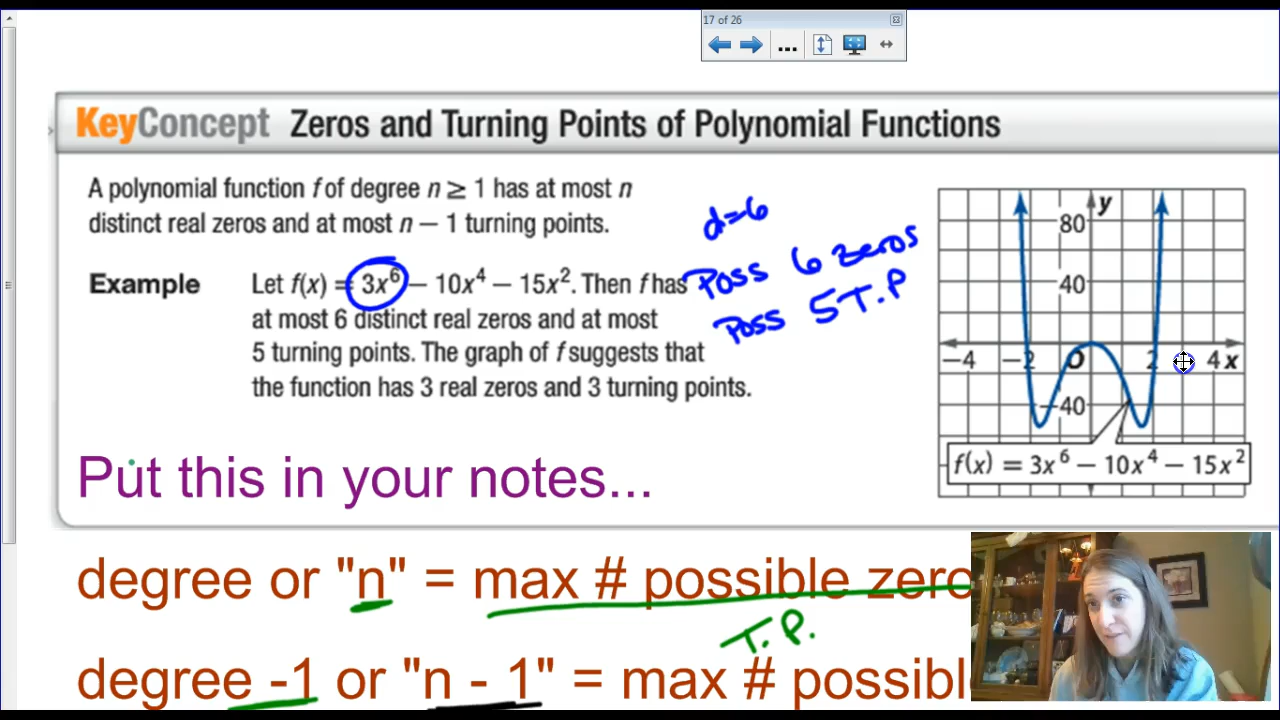 17 of 26
KeyConcept Zeros and Turning Points of Polynomial Functions
A polynomial function f of degree n ≥ 1 has at most n
distinct real zeros and at most n – 1 turning points.
d=6
Example Let f(x) = 3x⁶ – 10x⁴ – 15x². Then f has
at most 6 distinct real zeros and at most
5 turning points. The graph of f suggests that
the function has 3 real zeros and 3 turning points.
Poss 6 zeros
Poss 5 T.P
y
80
40
–4 –2 O 2 4 x
–40
f(x) = 3x⁶ – 10x⁴ – 15x²
Put this in your notes...
degree or "n" = max # possible zero
T.P.
degree -1 or "n - 1" = max # possibl